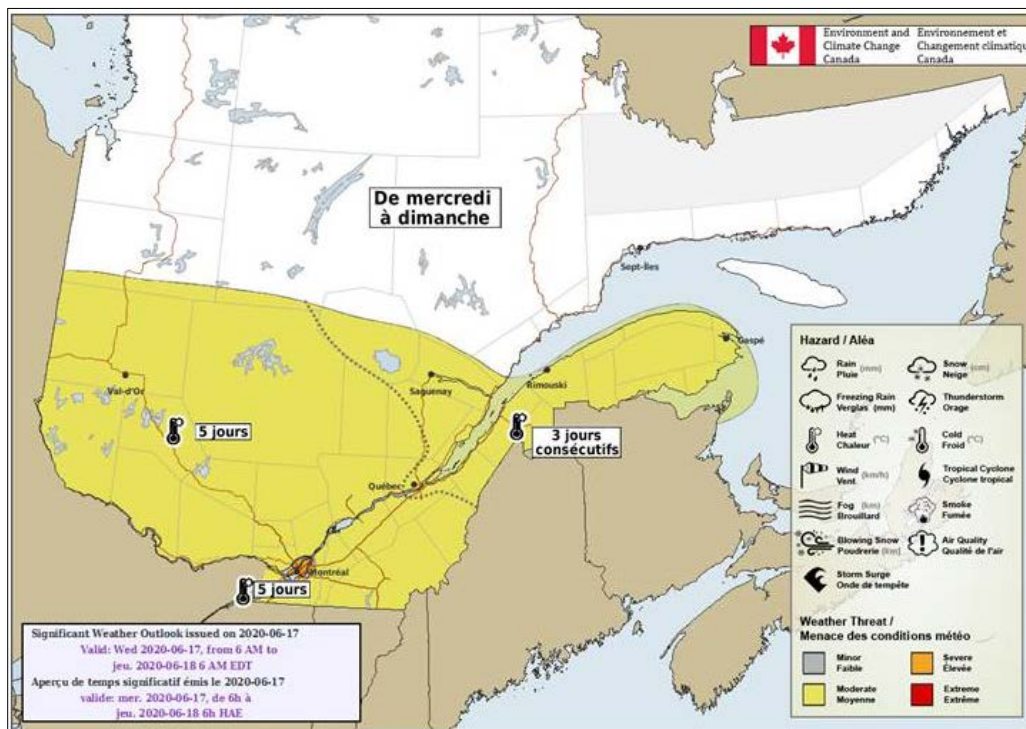 Environment and
Climate Change
Canada
Environnement et
Changement climatiqu
Canada
De mercredi
à dimanche
Sept-Îles
Gaspé
Rimouski
Saguenay
Val-d'Or
5 jours
3 jours
consécutifs
Québec
Montréal
5 jours
Hazard / Aléa
Rain (mm)
Pluie
Snow (cm)
Neige
Freezing Rain
Verglas (mm)
Thunderstorm
Orage
Heat (°C)
Chaleur
Cold (°C)
Froid
Wind (km/h)
Vent
Tropical Cyclone
Cyclone tropical
Fog (km)
Brouillard
Smoke
Fumée
Blowing Snow
Poudrerie (km)
Air Quality
Qualité de l'air
Storm Surge
Onde de tempête
Weather Threat /
Menace des conditions météo
Minor
Faible
Severe
Élevée
Moderate
Moyenne
Extreme
Extrême
Significant Weather Outlook issued on 2020-06-17
Valid: Wed 2020-06-17, from 6 AM to
jeu. 2020-06-18 6 AM EDT
Aperçu de temps significatif émis le 2020-06-17
valide: mer. 2020-06-17, de 6h à
jeu. 2020-06-18 6h HAE